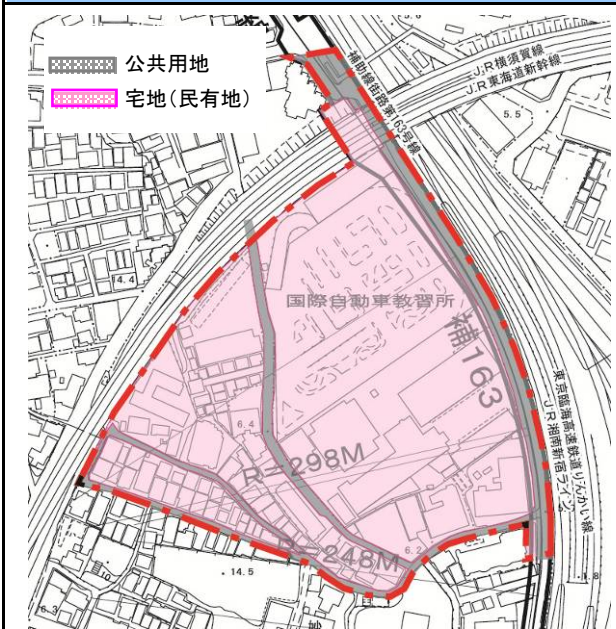 公共用地
宅地(民有地)
補助線街路第163号線
JR横須賀線
JR東海道新幹線
5.5
14.4
国際自動車教習所
補163
6.4
R=298M
東京臨海高速鉄道りんかい線
JR湘南新宿ライン
R=248M
6.2
14.5
6.3